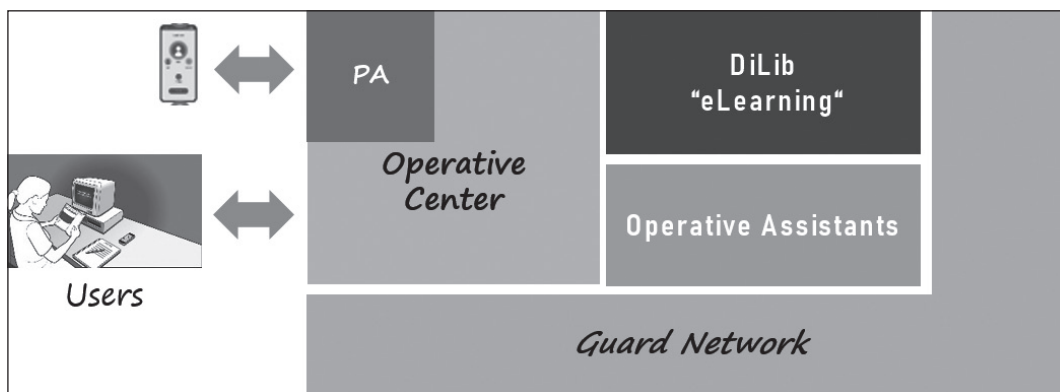 PA
DiLib
“eLearning“
Operative
Center
Operative Assistants
Users
Guard Network